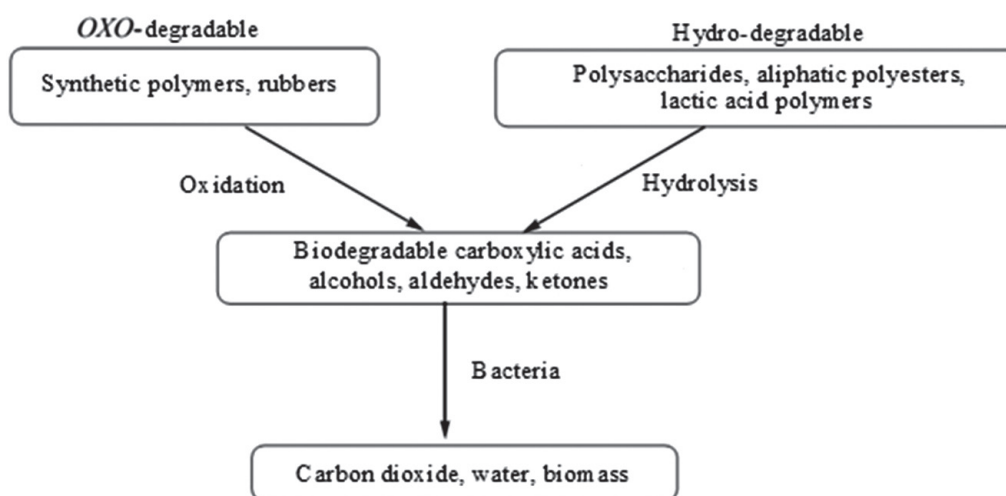 OXO-degradable
Synthetic polymers, rubbers
Hydro-degradable
Polysaccharides, aliphatic polyesters,
lactic acid polymers
Oxidation
Hydrolysis
Biodegradable carboxylic acids,
alcohols, aldehydes, ketones
Bacteria
Carbon dioxide, water, biomass